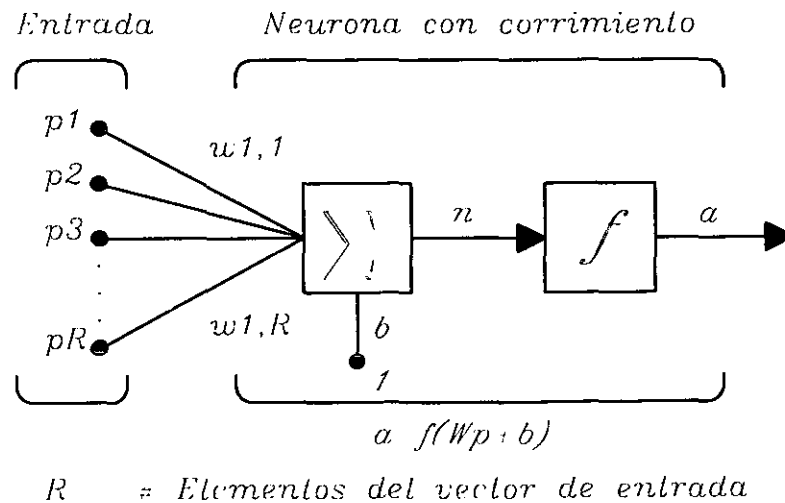 Entrada
Neurona con corrimiento
p1
w1,1
p2
p3
n
f
a
pR
w1,R
b
1
a f(Wp+b)
R = Elementos del vector de entrada